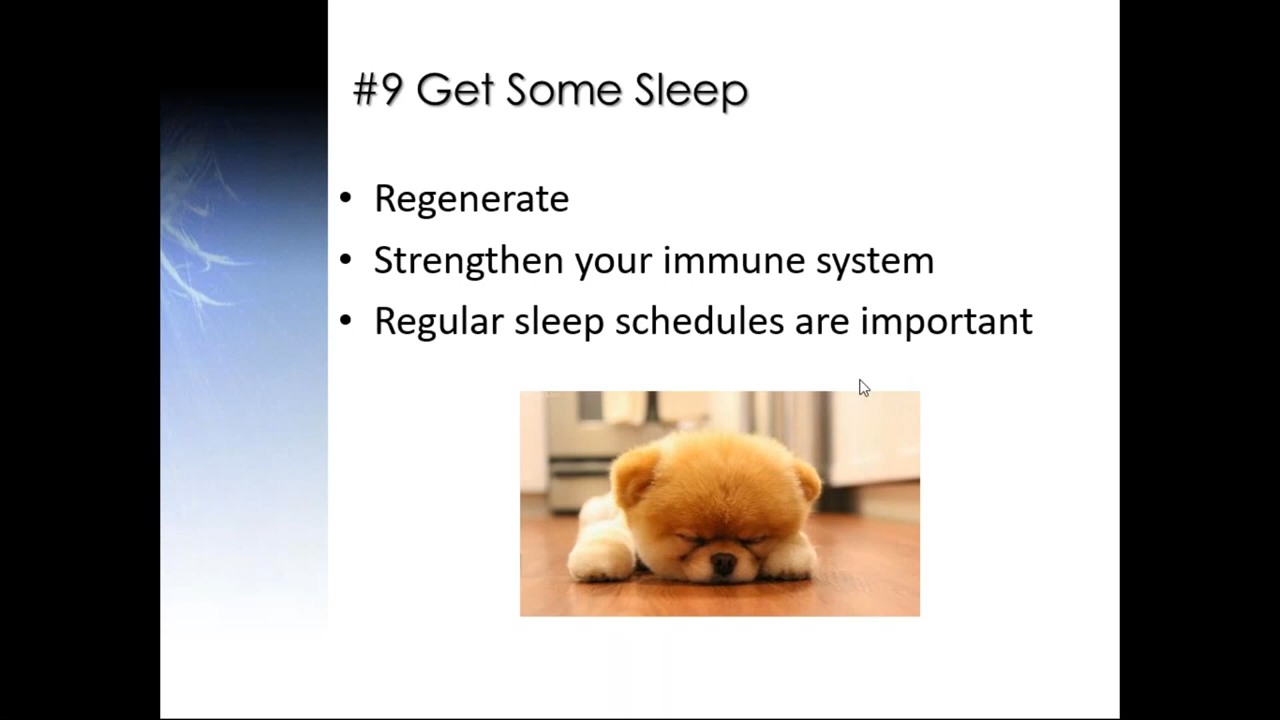 #9 Get Some Sleep
• Regenerate
• Strengthen your immune system
• Regular sleep schedules are important